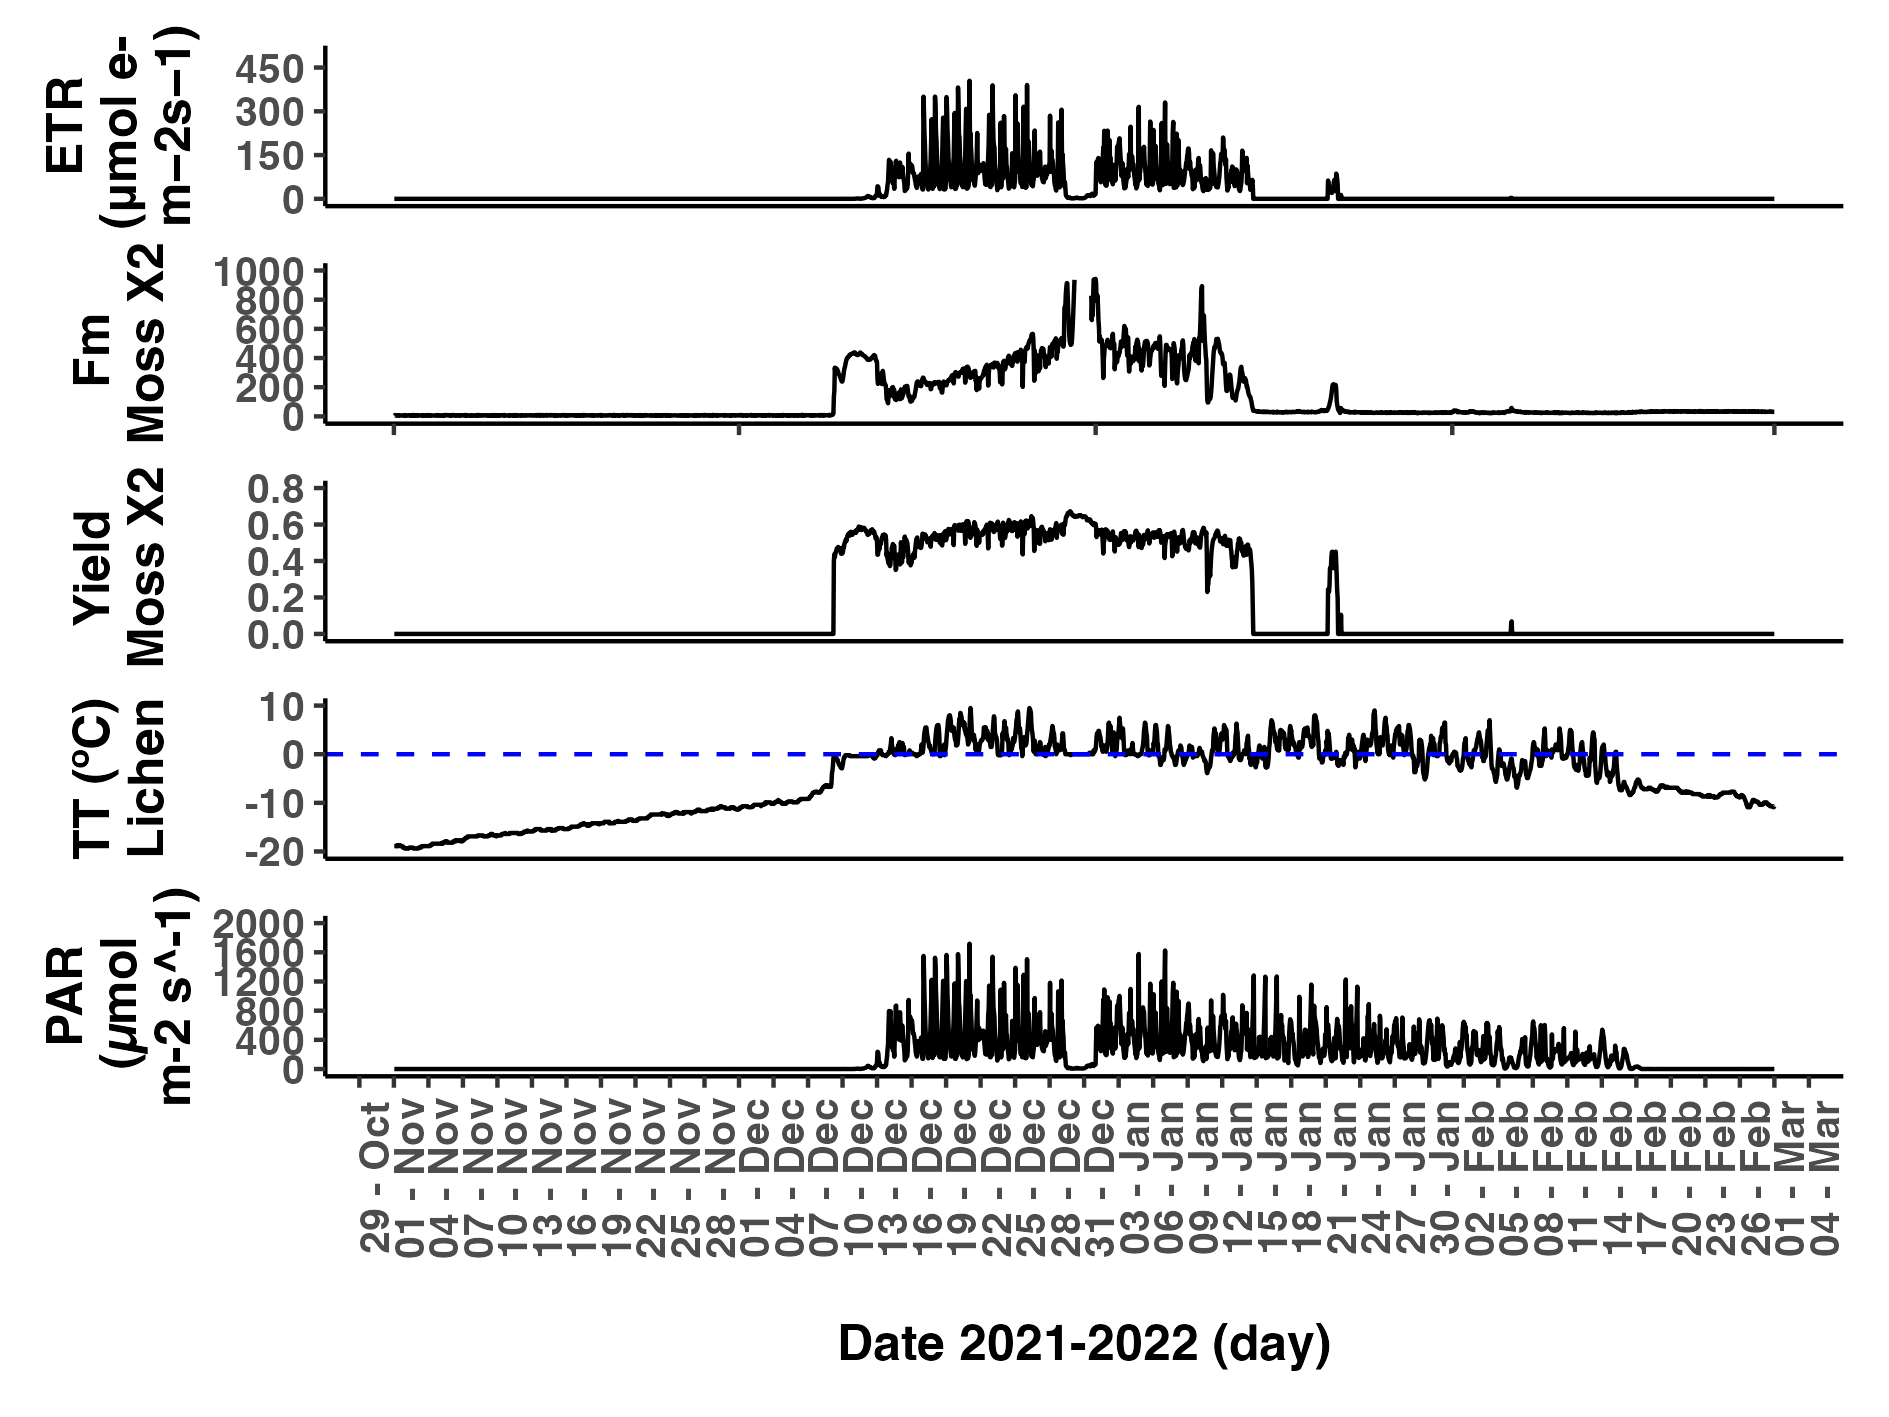 ETR
(µmol e-
m−2s−1)
450
300
150
0
Fm
Moss X2
1000
800
600
400
200
0
Yield
Moss X2
0.8
0.6
0.4
0.2
0.0
TT (ºC)
Lichen
10
0
-10
-20
PAR
(µmol
m-2 s^-1)
2000
1600
1200
800
400
0
29 - Oct
01 - Nov
04 - Nov
07 - Nov
10 - Nov
13 - Nov
16 - Nov
19 - Nov
22 - Nov
25 - Nov
28 - Nov
01 - Dec
04 - Dec
07 - Dec
10 - Dec
13 - Dec
16 - Dec
19 - Dec
22 - Dec
25 - Dec
28 - Dec
31 - Dec
03 - Jan
06 - Jan
09 - Jan
12 - Jan
15 - Jan
18 - Jan
21 - Jan
24 - Jan
27 - Jan
30 - Jan
02 - Feb
05 - Feb
08 - Feb
11 - Feb
14 - Feb
17 - Feb
20 - Feb
23 - Feb
26 - Feb
01 - Mar
04 - Mar
Date 2021-2022 (day)